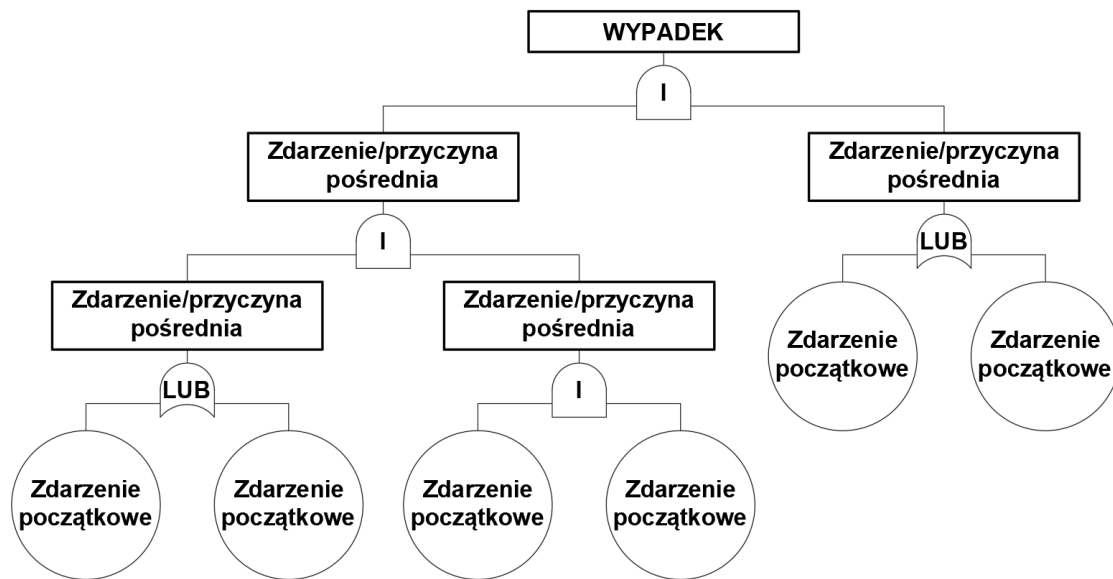 WYPADEK
I
Zdarzenie/przyczyna
pośrednia
Zdarzenie/przyczyna
pośrednia
I
LUB
Zdarzenie/przyczyna
pośrednia
Zdarzenie/przyczyna
pośrednia
Zdarzenie
początkowe
Zdarzenie
początkowe
LUB
I
Zdarzenie
początkowe
Zdarzenie
początkowe
Zdarzenie
początkowe
Zdarzenie
początkowe